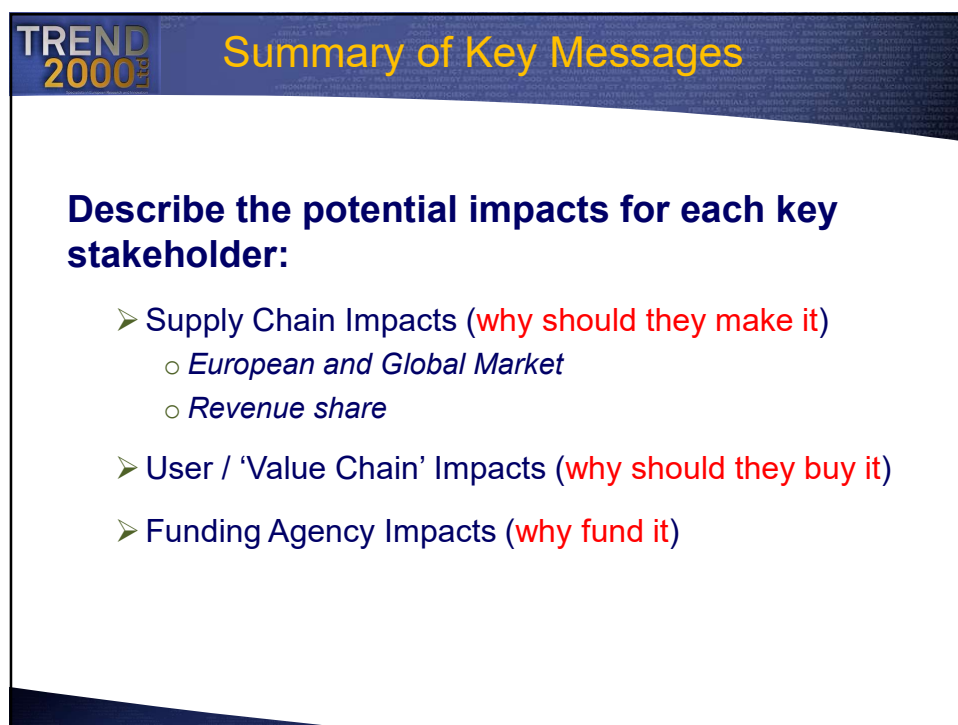 TREND
2000 Ltd
Summary of Key Messages
Describe the potential impacts for each key
stakeholder:
➢ Supply Chain Impacts (why should they make it)
o European and Global Market
o Revenue share
➢ User / ‘Value Chain’ Impacts (why should they buy it)
➢ Funding Agency Impacts (why fund it)